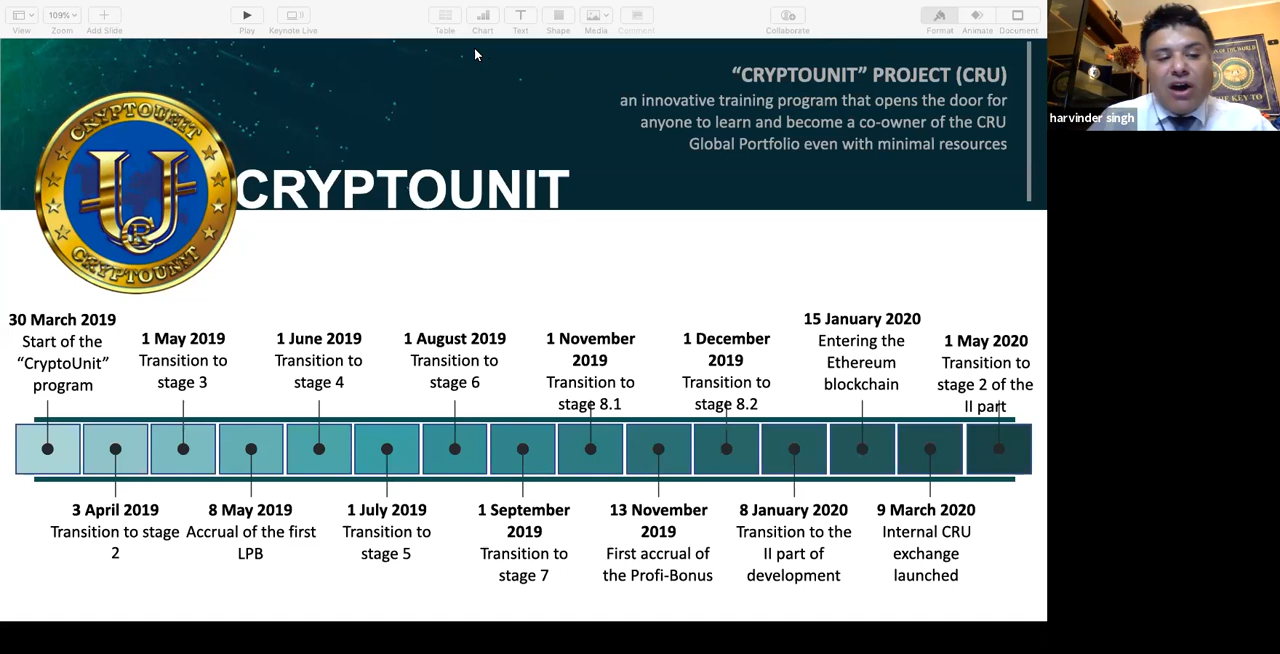 View
109%
Zoom
Add Slide
Play
Keynote Live
Table
Chart
Text
Shape
Media
Comment
Collaborate
Format
Animate
Document
harvinder singh
OF THE WORLD
THE KEY TO
“CRYPTOUNIT” PROJECT (CRU)
an innovative training program that opens the door for
anyone to learn and become a co-owner of the CRU
Global Portfolio even with minimal resources
CRYPTOUNIT
CRYPTOUNIT
CRYPTOUNIT
30 March 2019
Start of the
“CryptoUnit”
program
3 April 2019
Transition to stage
2
1 May 2019
Transition to
stage 3
8 May 2019
Accrual of the first
LPB
1 June 2019
Transition to
stage 4
1 July 2019
Transition to
stage 5
1 August 2019
Transition to
stage 6
1 September
2019
Transition to
stage 7
1 November
2019
Transition to
stage 8.1
13 November
2019
First accrual of
the Profi-Bonus
1 December
2019
Transition to
stage 8.2
8 January 2020
Transition to the
II part of
development
15 January 2020
Entering the
Ethereum
blockchain
9 March 2020
Internal CRU
exchange
launched
1 May 2020
Transition to
stage 2 of the
II part